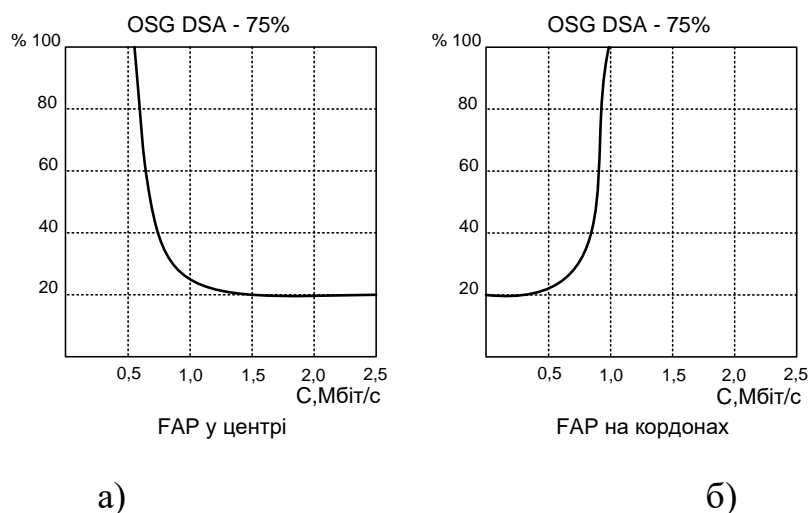 OSG DSA - 75%
% 100
80
60
40
20
0,5 1,0 1,5 2,0 2,5
С,Мбіт/с
FAP у центрі
а)
OSG DSA - 75%
% 100
80
60
40
20
0,5 1,0 1,5 2,0 2,5
С,Мбіт/с
FAP на кордонах
б)